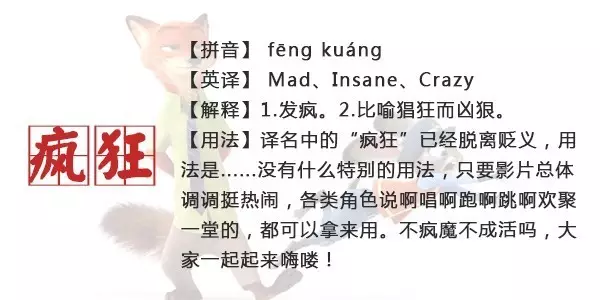 【拼音】 fēng kuáng
【英译】 Mad、Insane、Crazy
【解释】1.发疯。2.比喻猖狂而凶狠。
疯狂
【用法】译名中的“疯狂”已经脱离贬义，用
法是......没有什么特别的用法，只要影片总体
调调挺热闹，各类角色说啊唱啊跑啊跳啊欢聚
一堂的，都可以拿来用。不疯魔不成活吗，大
家一起起来嗨喽！